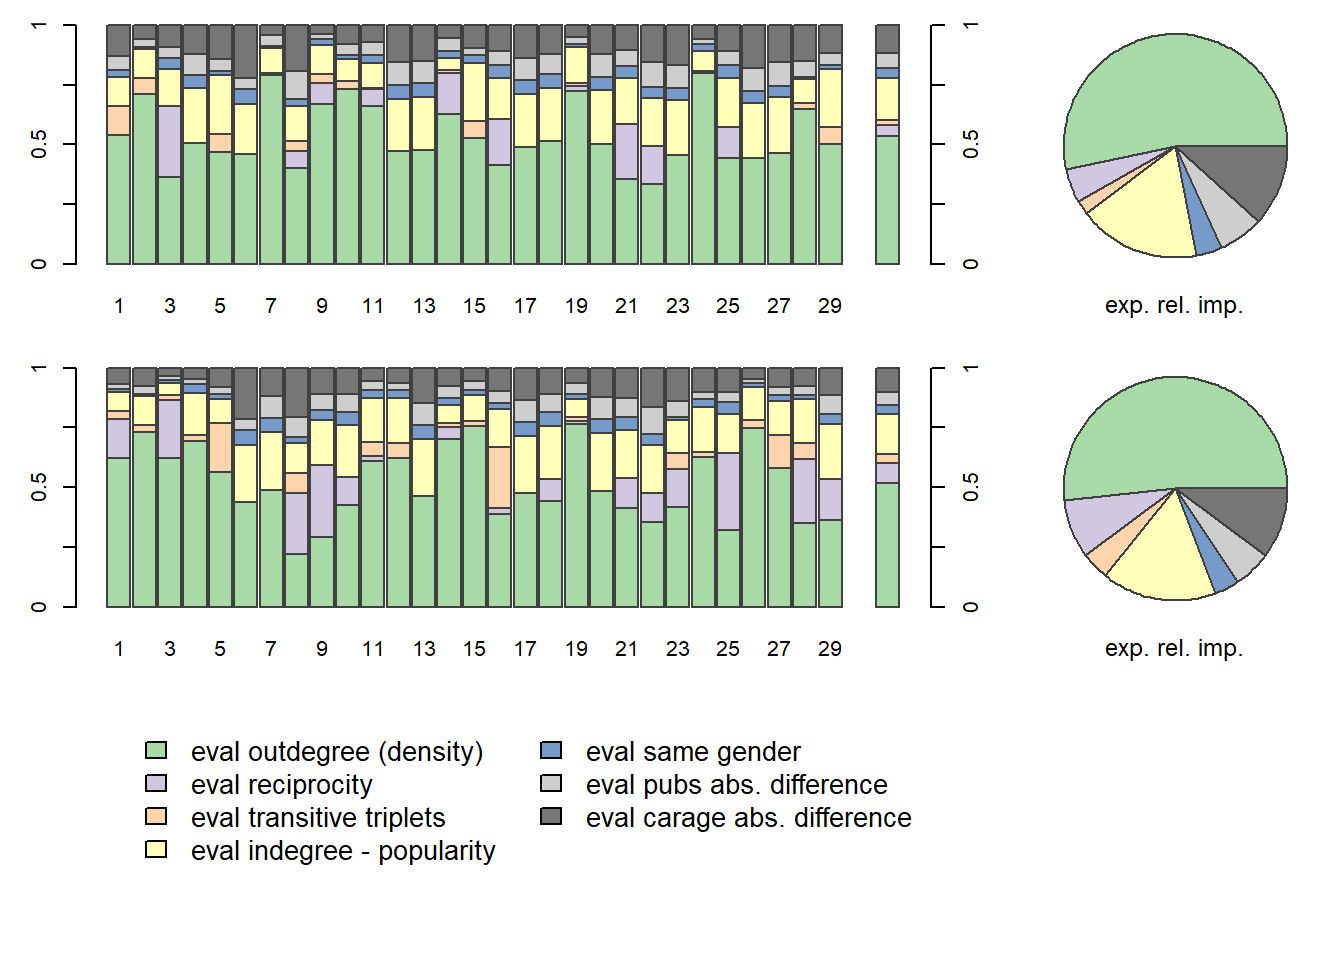 1
0.5
0
1
0.5
0
1 3 5 7 9 11 13 15 17 19 21 23 25 27 29
exp. rel. imp.
1
0.5
0
1
0.5
0
1 3 5 7 9 11 13 15 17 19 21 23 25 27 29
exp. rel. imp.
eval outdegree (density)
eval reciprocity
eval transitive triplets
eval indegree - popularity
eval same gender
eval pubs abs. difference
eval carage abs. difference